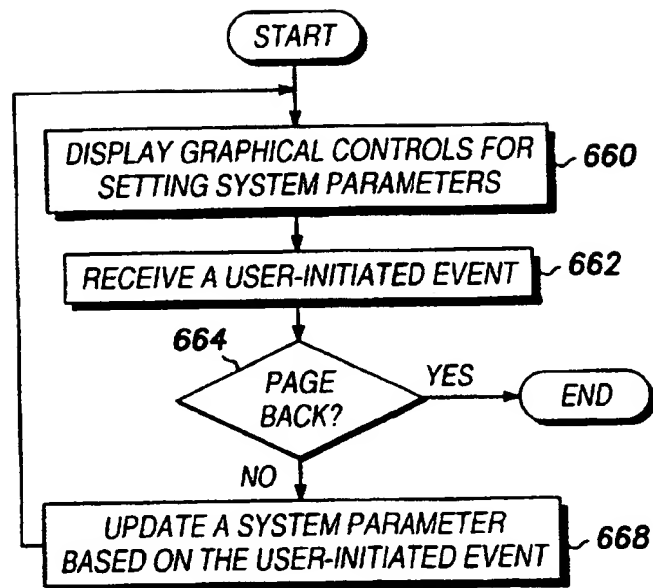 START
DISPLAY GRAPHICAL CONTROLS FOR
SETTING SYSTEM PARAMETERS
660
RECEIVE A USER-INITIATED EVENT
662
664
PAGE
BACK?
YES
END
NO
UPDATE A SYSTEM PARAMETER
BASED ON THE USER-INITIATED EVENT
668